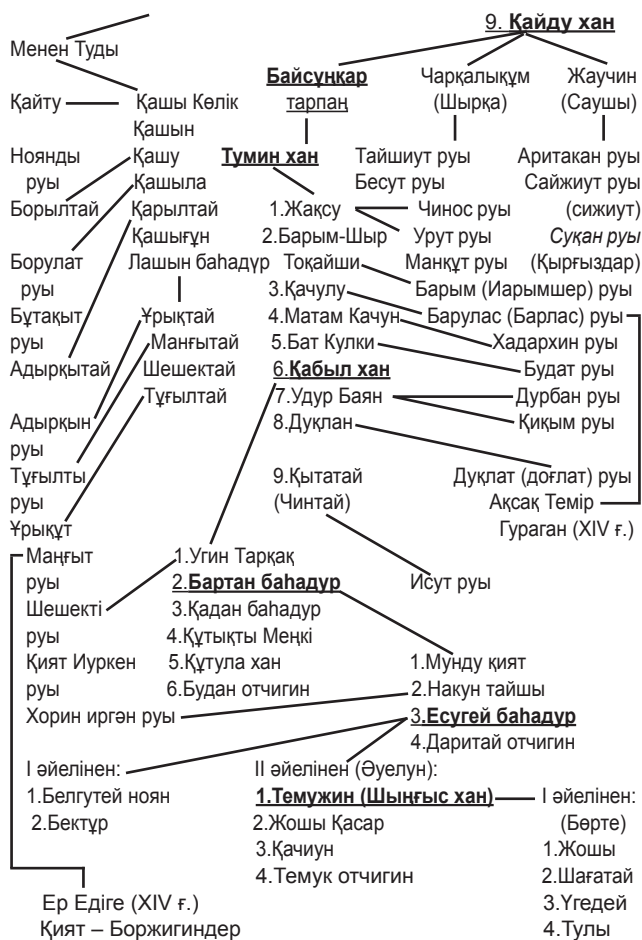 9. Қайду хан
Менен Туды
Байсұңқар Чарқалықұм Жаучин
Қайту Қашы Көлік тарпаң (Шырқа) (Саушы)
Қашын
Ноянды Қашу Тумин хан Тайшиут руы Аритакан руы
руы Қашыла Бесут руы Сайжиут руы
Борылтай Қарылтай 1.Жақсу Чинос руы (сижиут)
Қашығұн 2.Барым-Шыр Урут руы Суқан руы
Борулат Лашын баһадүр Тоқайши Манқұт руы (Қырғыздар)
руы 3.Қачулу Барым (Иарымшер) руы
Бұтақыт Ұрықтай 4.Матам Качун Барулас (Барлас) руы
руы Манғытай 5.Бат Кулки Хадархин руы
Адырқытай Шешектай 6.Қабыл хан Будат руы
Тұғылтай 7.Удур Баян Дурбан руы
Адырқын 8.Дуқлан Қиқым руы
руы
Тұғылты 9.Қытатай Дуқлат (доғлат) руы
руы (Чинтай) Ақсақ Темір
Ұрықұт Гураган (XIV ғ.)
Маңғыт 1.Угин Тарқақ
руы 2.Бартан баһадур Исут руы
Шешекті 3.Қадан баһадур
руы 4.Құтықты Меңкі
Қият Иуркен 5.Құтула хан 1.Мунду қият
руы 6.Будан отчигин 2.Накун тайшы
Хорин иргән руы 3.Есугей баһадур
4.Даритай отчигин
І әйелінен: ІІ әйелінен (Әуелун):
1.Белгутей ноян 1.Темужин (Шыңғыс хан) І әйелінен:
2.Бектұр 2.Жошы Қасар (Бөрте)
3.Қачиун 1.Жошы
4.Темук отчигин 2.Шағатай
Ер Едіге (XIV ғ.) 3.Үгедей
Қият – Боржигиндер 4.Тулы